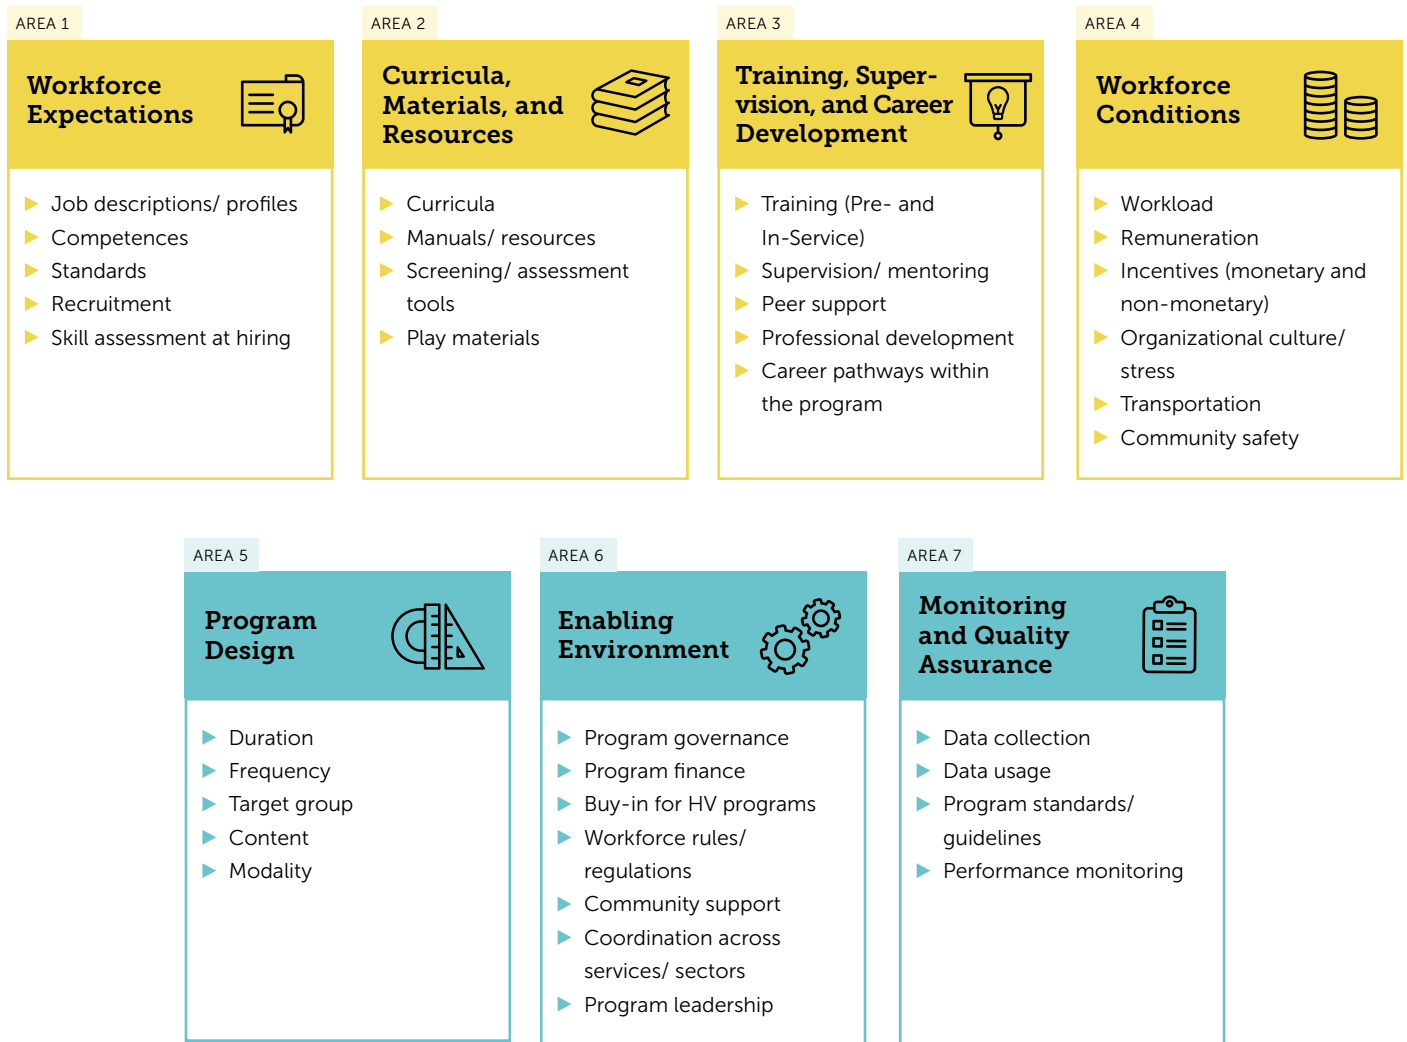 AREA 1
Workforce
Expectations
Job descriptions/ profiles
Competences
Standards
Recruitment
Skill assessment at hiring
AREA 2
Curricula,
Materials, and
Resources
Curricula
Manuals/ resources
Screening/ assessment
tools
Play materials
AREA 3
Training, Super-
vision, and Career
Development
Training (Pre- and
In-Service)
Supervision/ mentoring
Peer support
Professional development
Career pathways within
the program
AREA 4
Workforce
Conditions
Workload
Remuneration
Incentives (monetary and
non-monetary)
Organizational culture/
stress
Transportation
Community safety
AREA 5
Program
Design
Duration
Frequency
Target group
Content
Modality
AREA 6
Enabling
Environment
Program governance
Program finance
Buy-in for HV programs
Workforce rules/
regulations
Community support
Coordination across
services/ sectors
Program leadership
AREA 7
Monitoring
and Quality
Assurance
Data collection
Data usage
Program standards/
guidelines
Performance monitoring